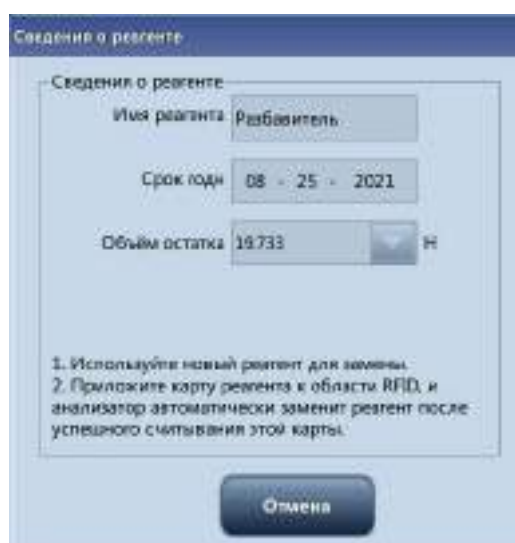 Сведения о реагенте
Сведения о реагенте
Имя реагнта Разбавитель
Срок годн 08 - 25 - 2021
Объём остатка 19.733 Н
1. Используйте новый реагент для замены.
2. Приложите карту реагента к области RFID, и
анализатор автоматически заменит реагент после
успешного считывания этой карты.
Отмена